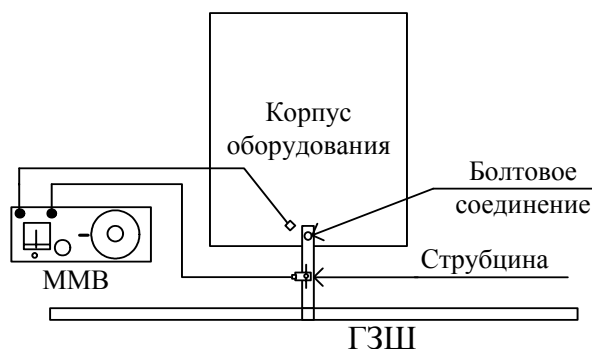 Корпус
оборудования
Болтовое
соединение
Струбцина
ММВ
ГЗШ